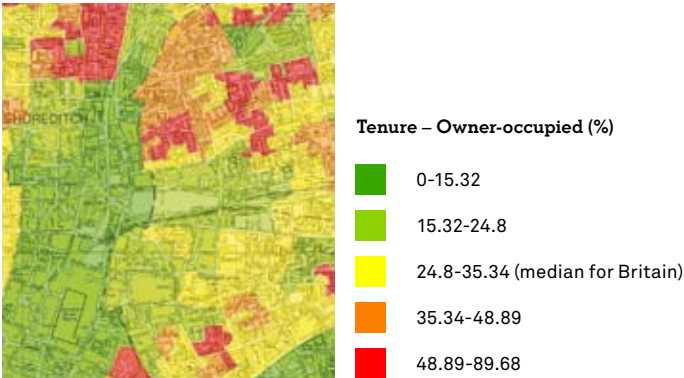 SHOREDITCH
Tenure – Owner-occupied (%)
0-15.32
15.32-24.8
24.8-35.34 (median for Britain)
35.34-48.89
48.89-89.68